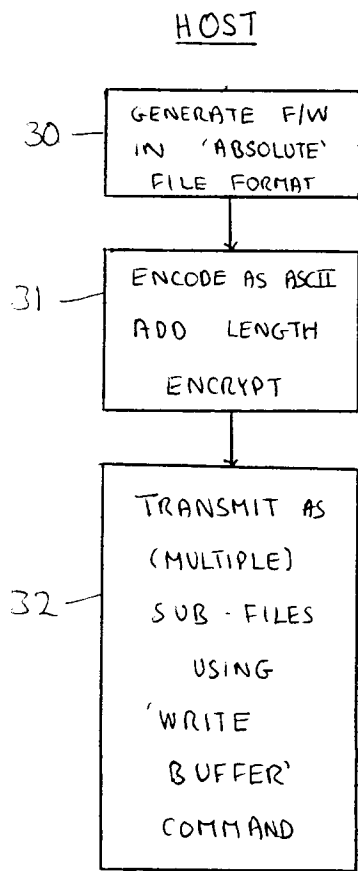 HOST
30
GENERATE F/W
IN 'ABSOLUTE'
FILE FORMAT
31
ENCODE AS ASCII
ADD LENGTH
ENCRYPT
32
TRANSMIT AS
(MULTIPLE)
SUB-FILES
USING
'WRITE
BUFFER'
COMMAND